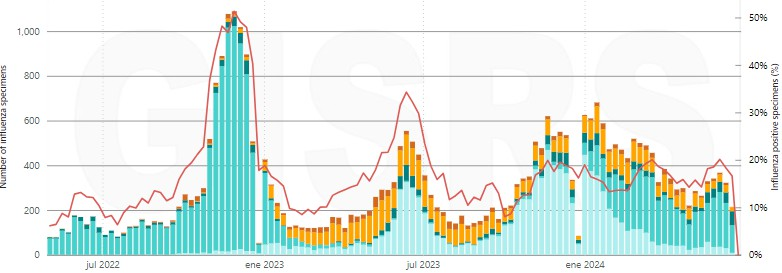 GISRS
Number of influenza specimens
1,000
800
600
400
200
0
50%
40%
30%
20%
10%
0%
Influenza positive specimens (%)
jul 2022
ene 2023
jul 2023
ene 2024